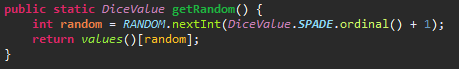 public static DiceValue getRandom() {
    int random = RANDOM.nextInt(DiceValue.SPADE.ordinal() + 1);
    return values()[random];
}